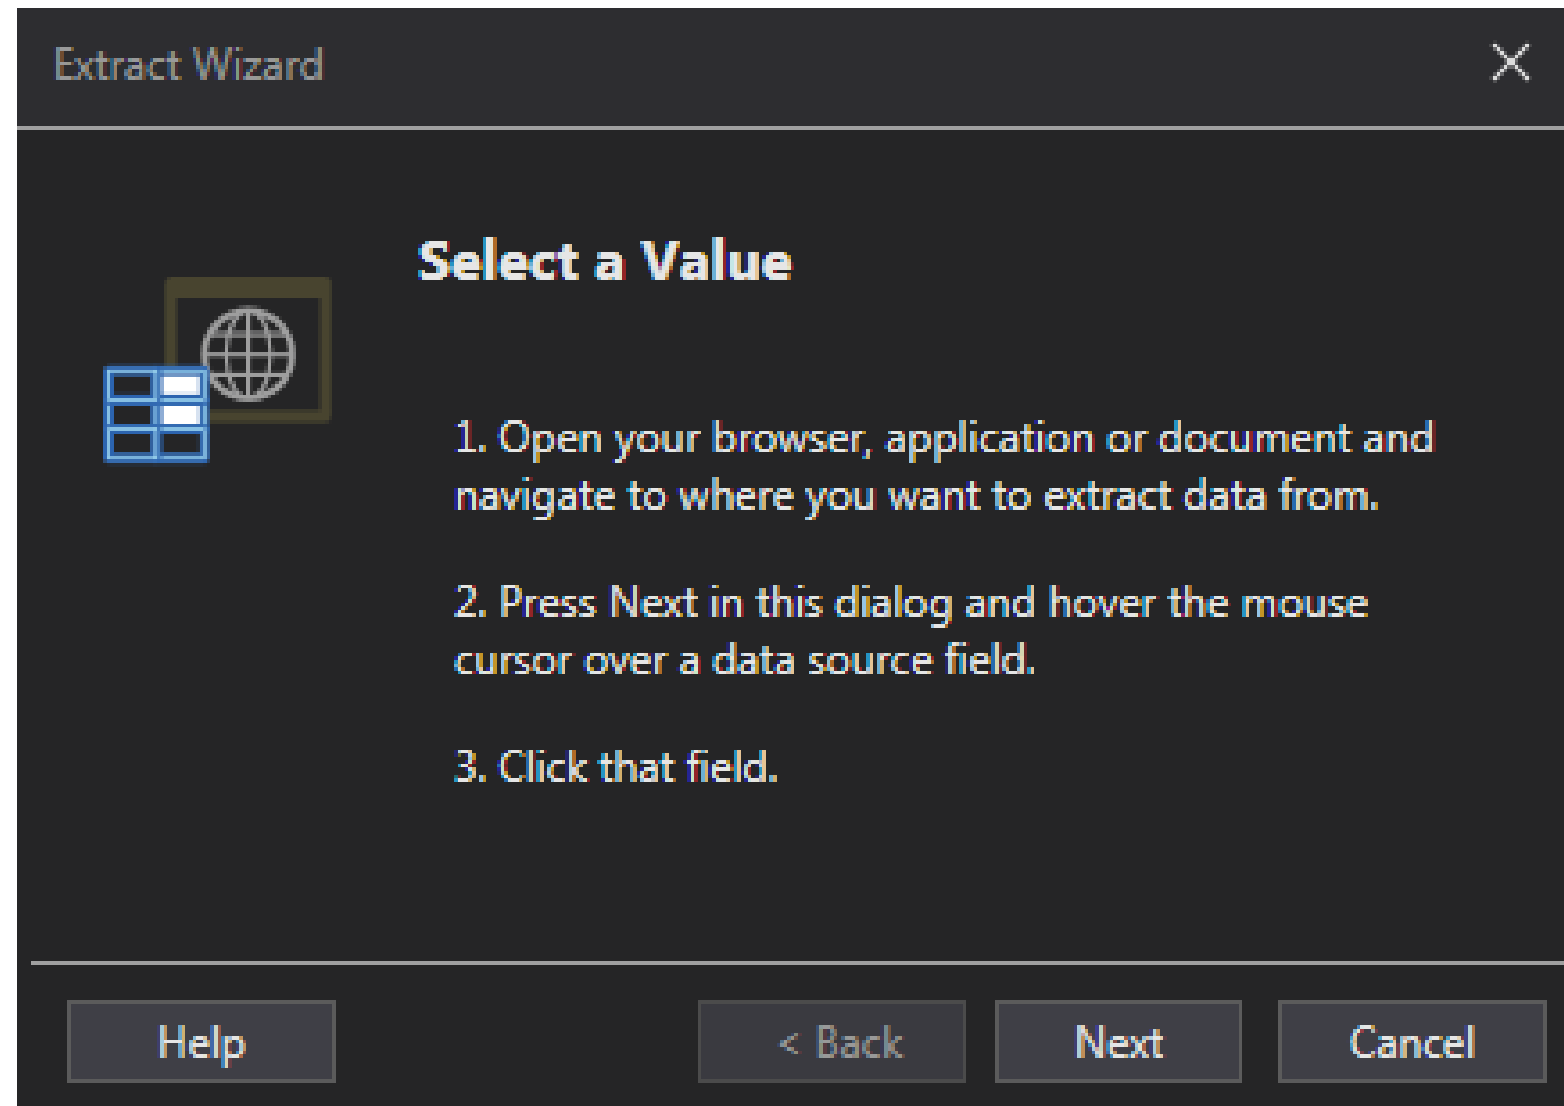 Extract Wizard
Select a Value
1. Open your browser, application or document and
navigate to where you want to extract data from.
2. Press Next in this dialog and hover the mouse
cursor over a data source field.
3. Click that field.
Help
< Back
Next
Cancel